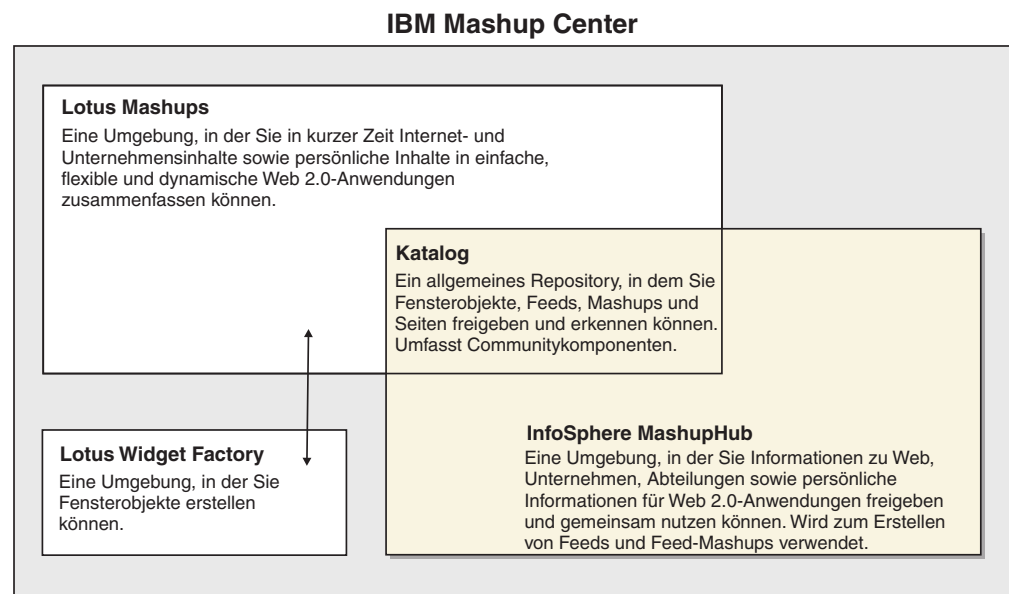 IBM Mashup Center
Lotus Mashups
Eine Umgebung, in der Sie in kurzer Zeit Internet- und
Unternehmensinhalte sowie persönliche Inhalte in einfache,
flexible und dynamische Web 2.0-Anwendungen
zusammenfassen können.
Katalog
Ein allgemeines Repository, in dem Sie
Fensterobjekte, Feeds, Mashups und
Seiten freigeben und erkennen können.
Umfasst Communitykomponenten.
Lotus Widget Factory
Eine Umgebung, in der Sie
Fensterobjekte erstellen
können.
InfoSphere MashupHub
Eine Umgebung, in der Sie Informationen zu Web,
Unternehmen, Abteilungen sowie persönliche
Informationen für Web 2.0-Anwendungen freigeben
und gemeinsam nutzen können. Wird zum Erstellen
von Feeds und Feed-Mashups verwendet.